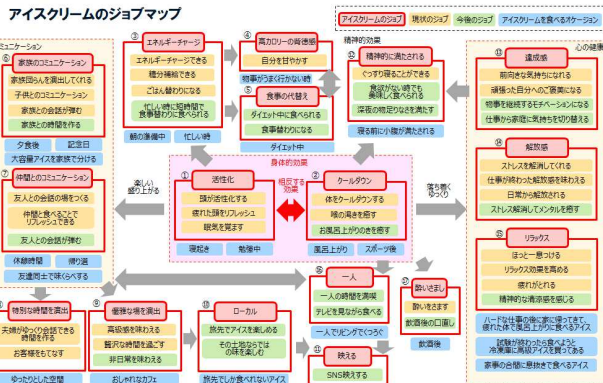 アイスクリームのジョブマップ
アイスクリームのジョブ
現状のジョブ
今後のジョブ
アイスクリームを食べるオケーション
ミュニケーション
⑥
家族のコミュニケーション
家族団らんを演出してくれる
子供とのコミュニケーション
家族との会話が弾む
家族との時間を作る
夕食後
記念日
大容量アイスを家族で分ける
⑦
仲間とのコミュニケーション
友人との会話の場をつくる
仲間と食べることで
リフレッシュできる
友人との会話が弾む
休憩時間
帰り道
友達同士で味くらべする
③
エネルギーチャージ
エネルギーチャージできる
糖分補給できる
ごはん替わりになる
忙しい時に短時間で
食事替わりに食べられる
朝の準備中
忙しい時
④
高カロリーの背徳感
自分を甘やかす
物事がうまく行かない時
⑤
食事の代替え
ダイエット中に食べられる
食事替わりになる
ダイエット中
精神的効果
⑫
精神的に満たされる
ぐっすり寝ることができる
食欲がない時でも
美味しく食べられる
深夜の物足りなさを満たす
寝る前に小腹が満たされる
心の健康
⑬
達成感
前向きな気持ちになれる
頑張った自分へのご褒美になる
物事を継続するモチベーションになる
仕事から家庭に気持ちを切り替える
⑭
解放感
ストレスを解消してくれる
仕事が終わった解放感を味わえる
日常から解放される
ストレス解消してメンタルを癒す
⑮
リラックス
ほっと一息つける
リラックス効果を高める
疲れがとれる
精神的な清涼感を感じる
ハードな仕事の後に家に帰ってきて、
疲れた体で風呂上がりに食べるアイス
試験が終わったら食べようと
冷凍庫に高級アイスを買ってある
家事の合間に息抜きで食べるアイス
身体的効果
①
活性化
頭が活性化する
疲れた頭をリフレッシュ
眠気を覚ます
寝起き
勉強中
相反する
効果
②
クールダウン
体をクールダウンする
喉の渇きを癒す
お風呂上りののどを癒す
風呂上がり
スポーツ後
楽しい
盛り上がる
落ち着く
ゆっくり
特別な時間を演出
夫婦がゆっくり会話できる
時間を作る
お客様をもてなす
ゆったりとした空間
⑨
優雅な場を演出
高級感を味わえる
贅沢な時間を過ごす
非日常を味わえる
おしゃれなカフェ
⑩
ローカル
旅先でアイスを楽しめる
その土地ならでは
の味を楽しむ
旅先でしか食べれないアイス
⑯
一人
一人の時間を満喫
テレビを見ながら食べる
一人でリビングでくつろぐ
⑪
映える
SNS映えする
⑰
酔いさまし
酔いをさます
飲酒後の口直し
飲酒後